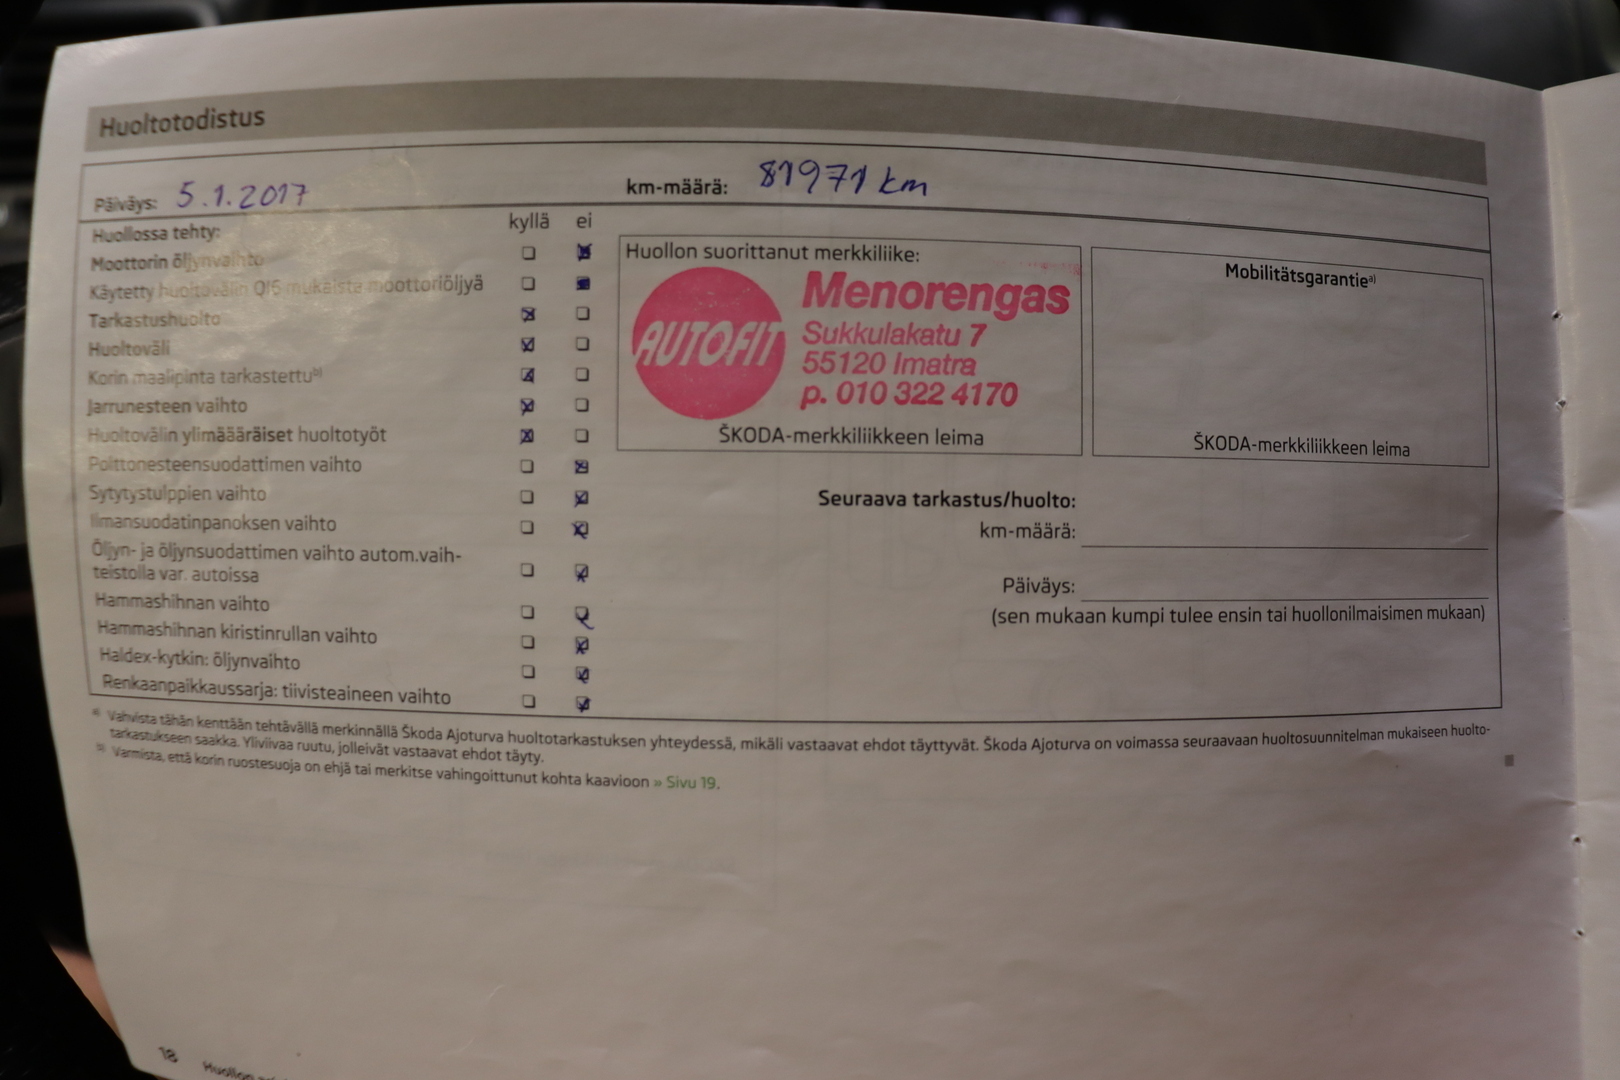 Huoltotodistus
Päiväys: 5.1.2017
km-määrä: 81971 km
Huollossa tehty: kyllä ei
Moottorin öljynvaihto
Käytetty huoltovälin QI6 mukaista moottoriöljyä
Tarkastushuolto
Huoltoväli
Korin maalipinta tarkastettu b)
Jarrunesteen vaihto
Huoltovälin ylimäääräiset huoltotyöt
Polttonesteensuodattimen vaihto
Sytytystulppien vaihto
Ilmansuodatinpanoksen vaihto
Öljyn- ja öljynsuodattimen vaihto autom.vaih-
teistolla var. autoissa
Hammashihnan vaihto
Hammashihnan kiristinrullan vaihto
Haldex-kytkin: öljynvaihto
Renkaanpaikkaussarja: tiivisteaineen vaihto
Huollon suorittanut merkkiliike:
AUTOFIT
Menorengas
Sukkulakatu 7
55120 Imatra
p. 010 322 4170
ŠKODA-merkkiliikkeen leima
Mobilitätsgarantie a)
ŠKODA-merkkiliikkeen leima
Seuraava tarkastus/huolto:
km-määrä:
Päiväys:
(sen mukaan kumpi tulee ensin tai huollonilmaisimen mukaan)
a) Vahvista tähän kenttään tehtävällä merkinnällä Škoda Ajoturva huoltotarkastuksen yhteydessä, mikäli vastaavat ehdot täyttyvät. Škoda Ajoturva on voimassa seuraavaan huoltosuunnitelman mukaiseen huolto-
tarkastukseen saakka. Yliviivaa ruutu, jolleivät vastaavat ehdot täyty.
b) Varmista, että korin ruostesuoja on ehjä tai merkitse vahingoittunut kohta kaavioon » Sivu 19.
18 Huollon